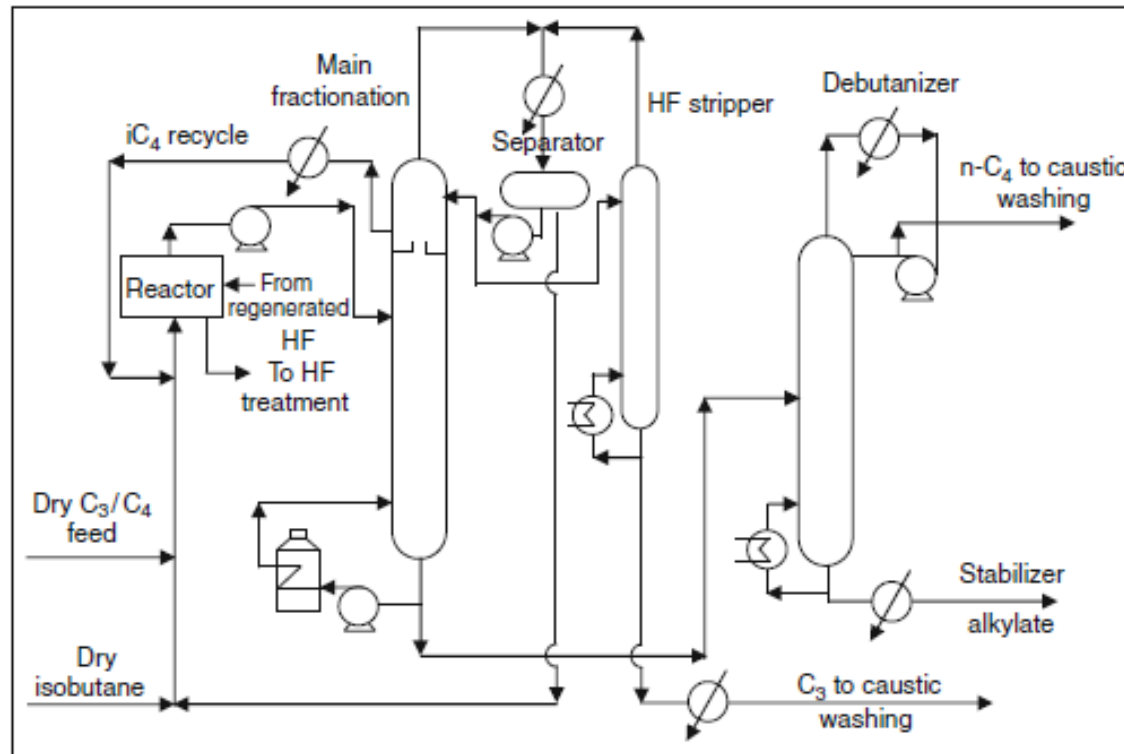 Main
fractionation
iC₄ recycle
Separator
HF stripper
Debutanizer
n-C₄ to caustic
washing
Reactor
From
regenerated
HF
To HF
treatment
Dry C₃/C₄
feed
Dry
isobutane
Stabilizer
alkylate
C₃ to caustic
washing